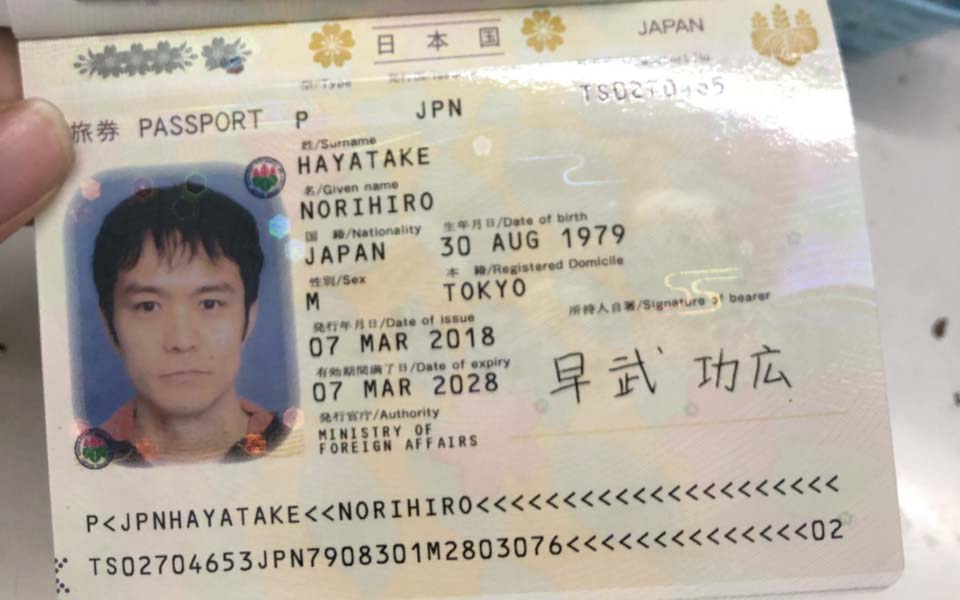 日本国 JAPAN
型/Type
TS0270465
旅券 PASSPORT P JPN
姓/Surname
HAYATAKE
名/Given name
NORIHIRO
国 籍/Nationality 生年月日/Date of birth
JAPAN 30 AUG 1979
性別/Sex 本 籍/Registered Domicile
M TOKYO
所持人自署/Signature of bearer
発行年月日/Date of issue
07 MAR 2018
有効期間満了日/Date of expiry
07 MAR 2028
早武 功広
発行官庁/Authority
MINISTRY OF
FOREIGN AFFAIRS
P<JPNHAYATAKE<<NORIHIRO<<<<<<<<<<<<<<<<<<<<<
TS02704653JPN7908301M2803076<<<<<<<<<<<<<<02